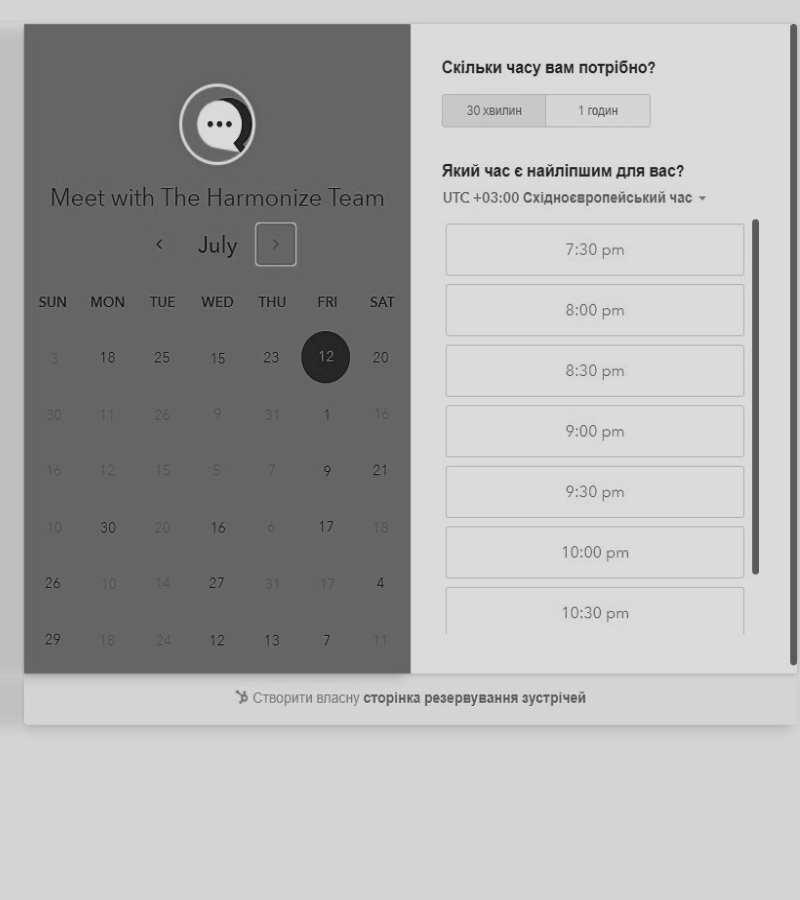 Meet with The Harmonize Team
July
SUN MON TUE WED THU FRI SAT
3 18 25 15 23 12 20
30 11 26 9 31 1 16
16 12 15 5 7 9 21
10 30 20 16 6 17 18
26 10 14 27 31 17 4
29 18 24 12 13 7 11
Скільки часу вам потрібно?
30 хвилин 1 годин
Який час є найліпшим для вас?
UTC +03:00 Східноєвропейський час
7:30 pm
8:00 pm
8:30 pm
9:00 pm
9:30 pm
10:00 pm
10:30 pm
Створити власну сторінка резервування зустрічей